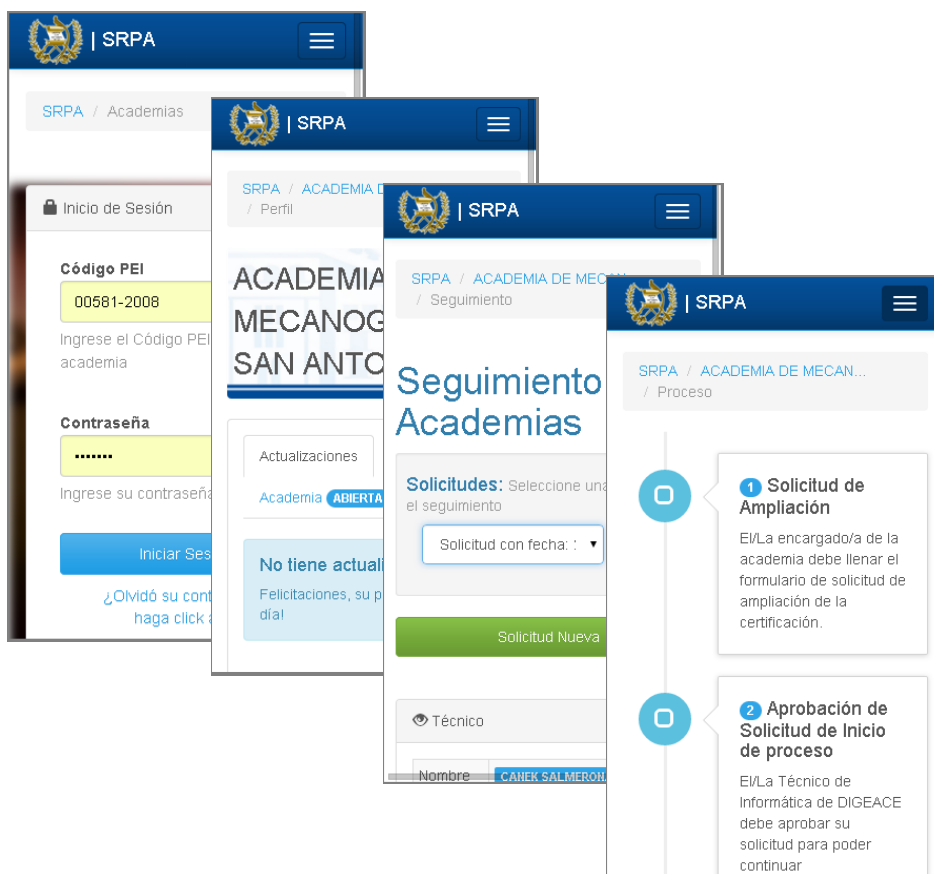 | SRPA
SRPA / Academias
Inicio de Sesión
Código PEI
00581-2008
Ingrese el Código PEI
academia
Contraseña
•••••••
Ingrese su contraseña
Iniciar Ses
¿Olvidó su cont
haga click
| SRPA
SRPA / ACADEMIA D
/ Perfil
ACADEMIA
MECANOG
SAN ANTO
Actualizaciones
Academia ABIERTA
No tiene actuali
Felicitaciones, su p
día!
| SRPA
SRPA / ACADEMIA DE MECAN
/ Seguimiento
Seguimiento
Academias
Solicitudes: Seleccione una
el seguimiento
Solicitud con fecha: :
Solicitud Nueva
Técnico
Nombre CANEK SALMERON
| SRPA
SRPA / ACADEMIA DE MECAN...
/ Proceso
1 Solicitud de
Ampliación
El/La encargado/a de la
academia debe llenar el
formulario de solicitud de
ampliación de la
certificación.
2 Aprobación de
Solicitud de Inicio
de proceso
El/La Técnico de
Informática de DIGEACE
debe aprobar su
solicitud para poder
continuar